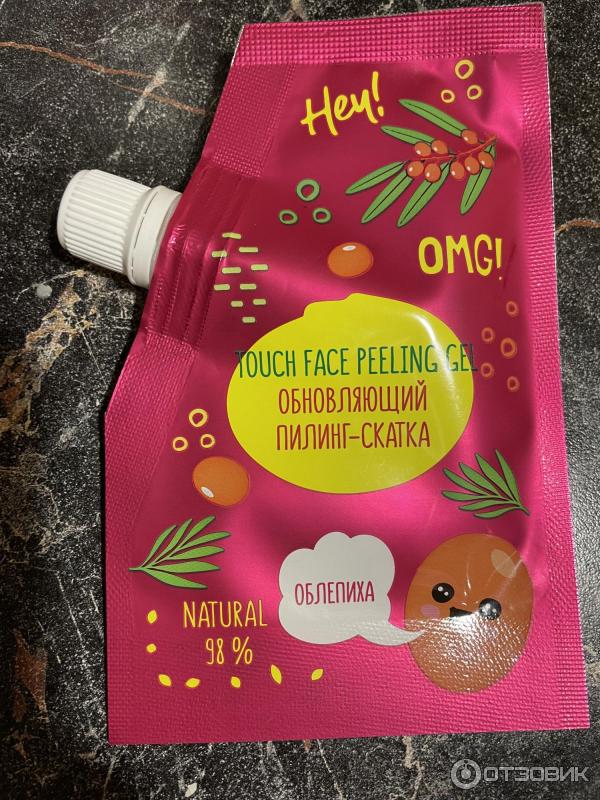 Hey!
OMG!
TOUCH FACE PEELING GEL
ОБНОВЛЯЮЩИЙ
ПИЛИНГ-СКАТКА
ОБЛЕПИХА
NATURAL
98 %
ОТЗОВИК